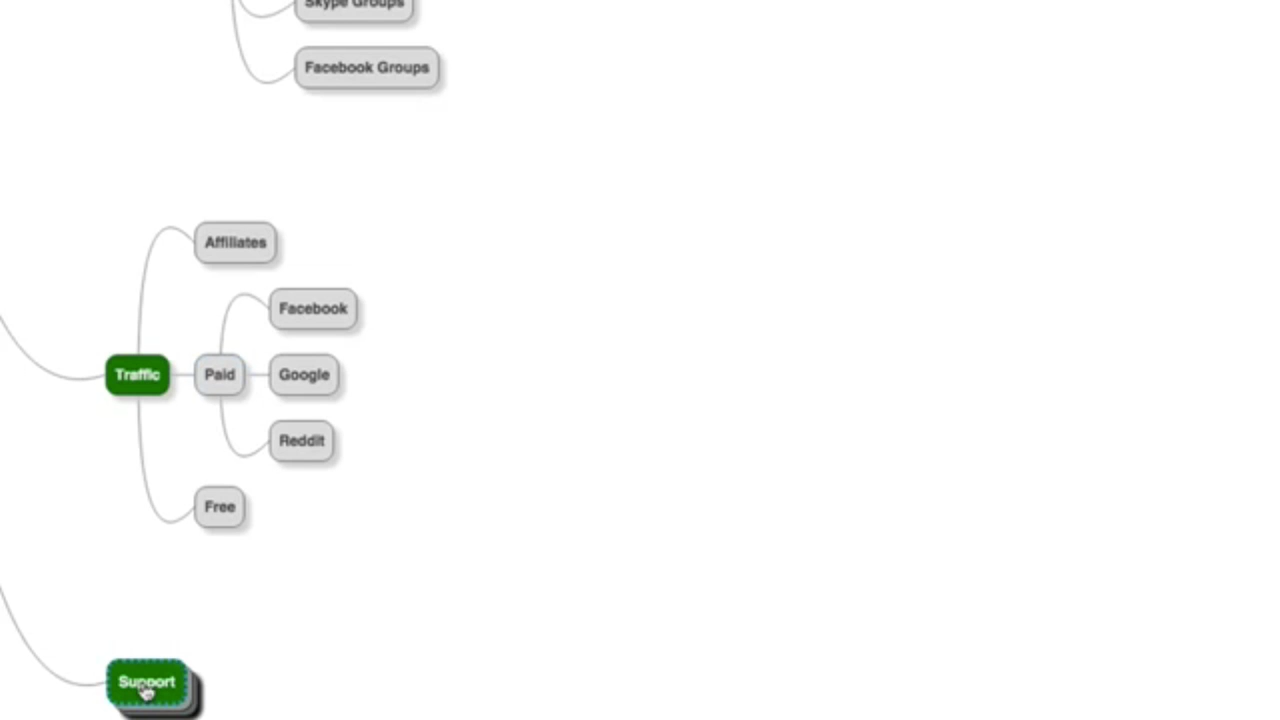 Skype Groups
Facebook Groups
Affiliates
Facebook
Traffic
Paid
Google
Reddit
Free
Support